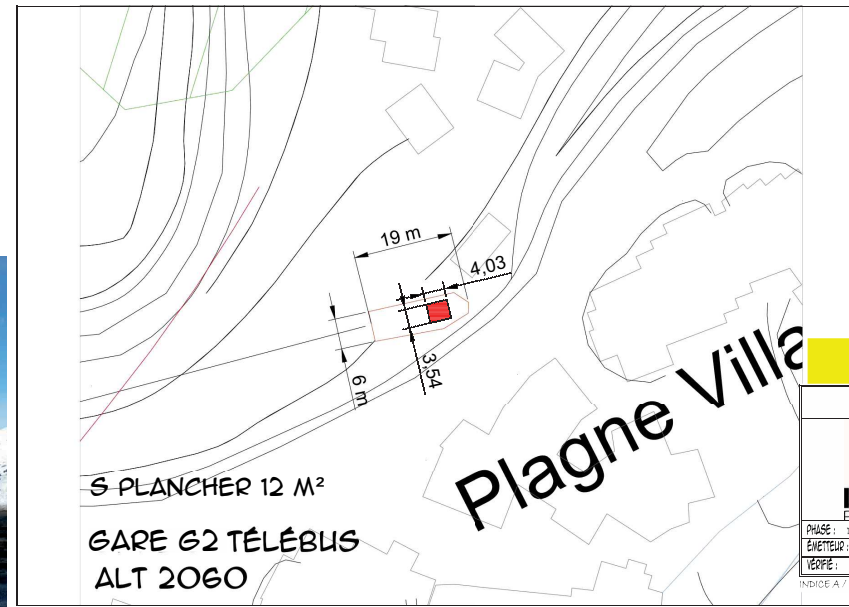 19 m
4,03
3,54
6 m
Plagne Villa
S PLANCHER 12 M²
GARE G2 TÉLÉBUS
ALT 2060
PHASE :
ÉMETTEUR :
VÉRIFIÉ :
INDICE A /